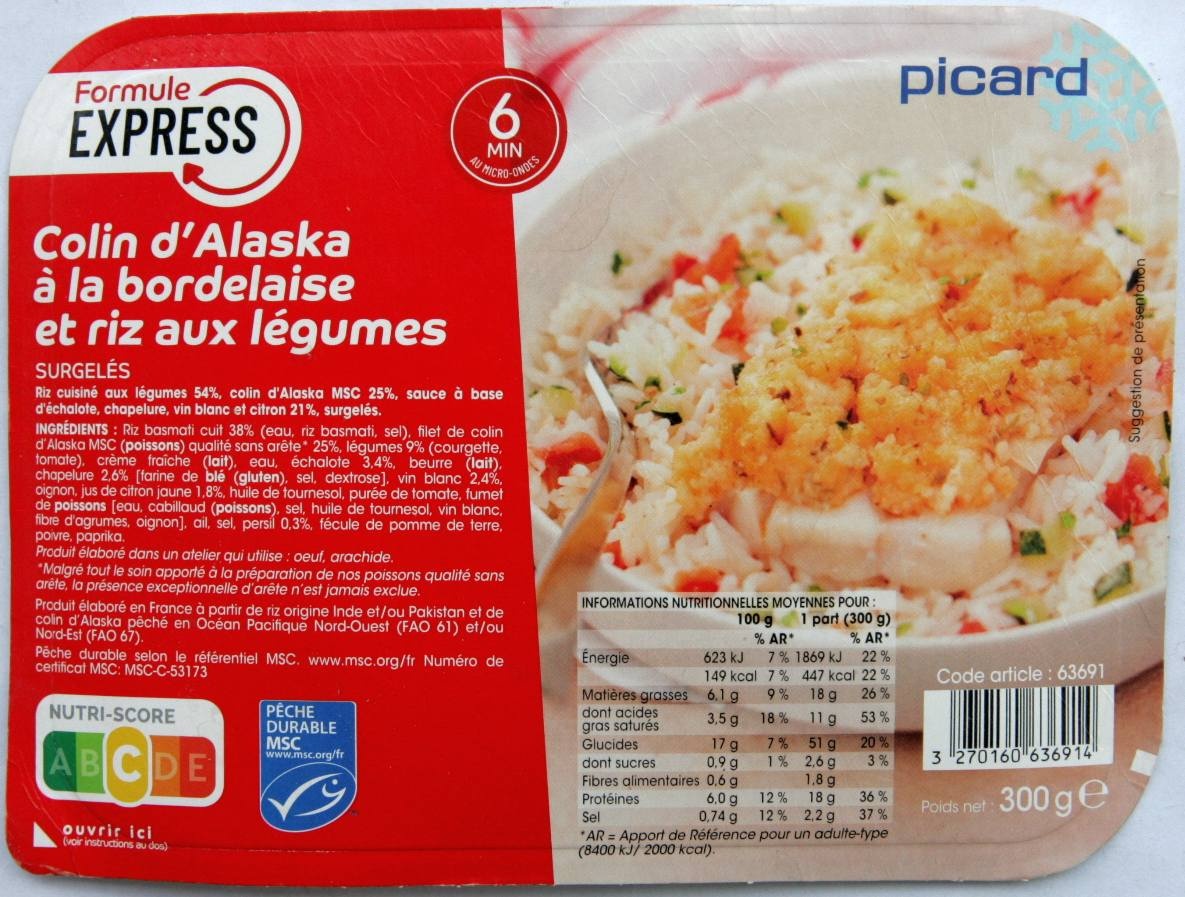 Formule
EXPRESS
6
MIN
AU MICRO-ONDES
picard
Colin d'Alaska
à la bordelaise
et riz aux légumes
SURGELÉS
Riz cuisiné aux légumes 54%, colin d'Alaska MSC 25%, sauce à base
d'échalote, chapelure, vin blanc et citron 21%, surgelés.
INGRÉDIENTS : Riz basmati cuit 38% (eau, riz basmati, sel), filet de colin
d'Alaska MSC (poissons) qualité sans arête* 25%, légumes 9% (courgette,
tomate), crème fraîche (lait), eau, échalote 3,4%, beurre (lait),
chapelure 2,6% [farine de blé (gluten), sel, dextrose], vin blanc 2,4%,
oignon, jus de citron jaune 1,8%, huile de tournesol, purée de tomate, fumet
de poissons [eau, cabillaud (poissons), sel, huile de tournesol, vin blanc,
fibre d'agrumes, oignon], ail, sel, persil 0,3%, fécule de pomme de terre,
poivre, paprika.
Produit élaboré dans un atelier qui utilise : oeuf, arachide.
*Malgré tout le soin apporté à la préparation de nos poissons qualité sans
arête, la présence exceptionnelle d'arête n'est jamais exclue.
Produit élaboré en France à partir de riz origine Inde et/ou Pakistan et de
colin d'Alaska pêché en Océan Pacifique Nord-Ouest (FAO 61) et/ou
Nord-Est (FAO 67).
Pêche durable selon le référentiel MSC. www.msc.org/fr Numéro de
certificat MSC: MSC-C-53173
NUTRI-SCORE
A B C D E
PÊCHE
DURABLE
MSC
www.msc.org/fr
ouvrir ici
(voir instructions au dos)
Suggestion de présentation
INFORMATIONS NUTRITIONNELLES MOYENNES POUR :
100 g 1 part (300 g)
% AR* % AR*
Énergie 623 kJ 7 % 1869 kJ 22 %
149 kcal 7 % 447 kcal 22 %
Matières grasses 6,1 g 9 % 18 g 26 %
dont acides
gras saturés 3,5 g 18 % 11 g 53 %
Glucides 17 g 7 % 51 g 20 %
dont sucres 0,9 g 1 % 2,6 g 3 %
Fibres alimentaires 0,6 g 1,8 g
Protéines 6,0 g 12 % 18 g 36 %
Sel 0,74 g 12 % 2,2 g 37 %
*AR = Apport de Référence pour un adulte-type
(8400 kJ/ 2000 kcal).
Code article : 63691
3 270160 636914
Poids net : 300 g e